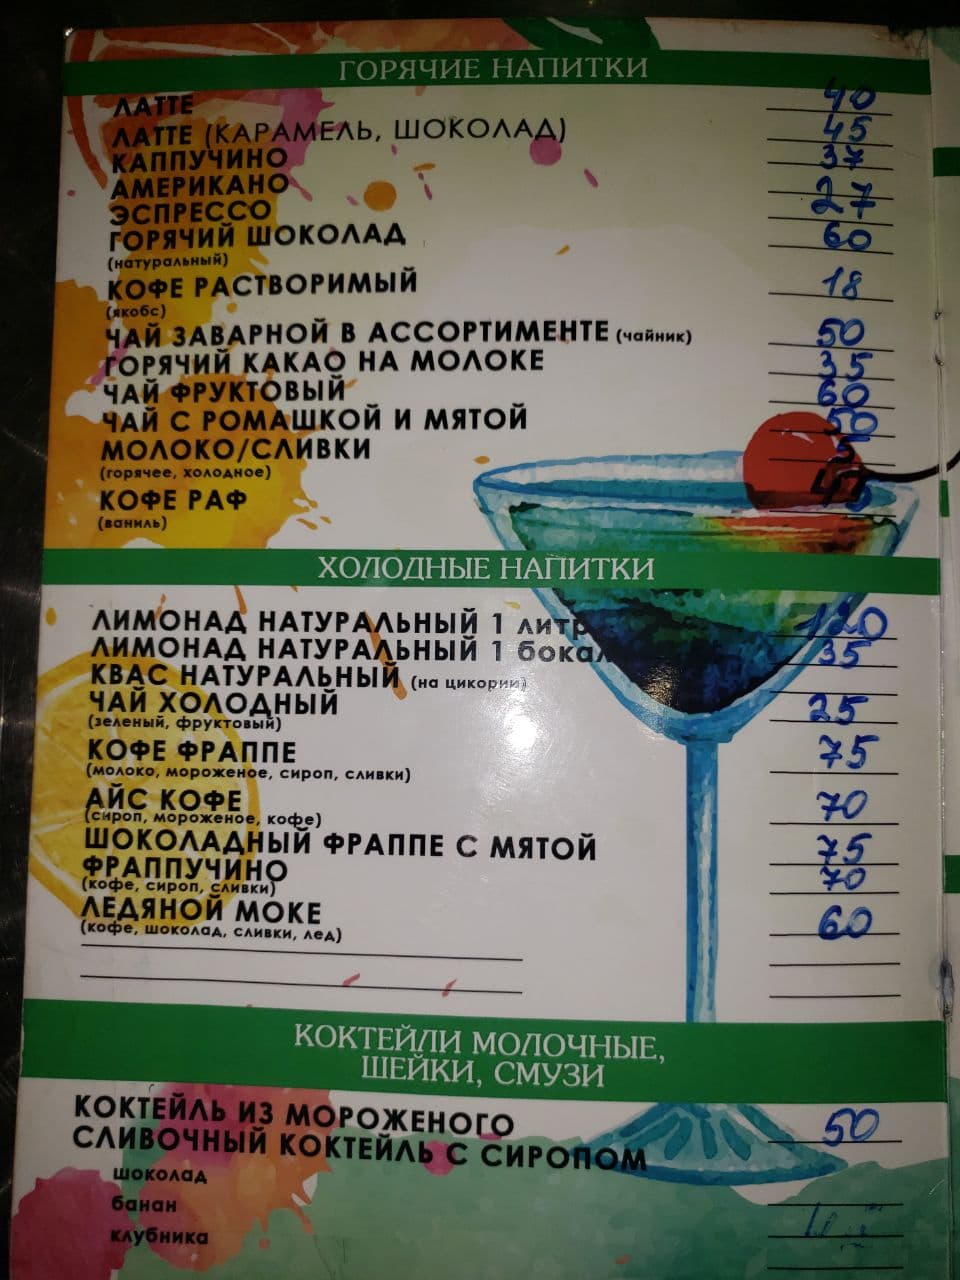 ГОРЯЧИЕ НАПИТКИ
ЛАТТЕ 40
ЛАТТЕ (КАРАМЕЛЬ, ШОКОЛАД) 45
КАППУЧИНО 37
АМЕРИКАНО 27
ЭСПРЕССО
ГОРЯЧИЙ ШОКОЛАД 60
(натуральный)
КОФЕ РАСТВОРИМЫЙ 18
(якобс)
ЧАЙ ЗАВАРНОЙ В АССОРТИМЕНТЕ (чайник) 50
ГОРЯЧИЙ КАКАО НА МОЛОКЕ 35
ЧАЙ ФРУКТОВЫЙ 60
ЧАЙ С РОМАШКОЙ И МЯТОЙ 50
МОЛОКО/СЛИВКИ 5
(горячее, холодное)
КОФЕ РАФ
(ваниль)
ХОЛОДНЫЕ НАПИТКИ
ЛИМОНАД НАТУРАЛЬНЫЙ 1 литр 120
ЛИМОНАД НАТУРАЛЬНЫЙ 1 бокал 35
КВАС НАТУРАЛЬНЫЙ (на цикории)
ЧАЙ ХОЛОДНЫЙ 25
(зеленый, фруктовый)
КОФЕ ФРАППЕ 75
(молоко, мороженое, сироп, сливки)
АЙС КОФЕ 70
(сироп, мороженое, кофе)
ШОКОЛАДНЫЙ ФРАППЕ С МЯТОЙ 75
ФРАППУЧИНО 70
(кофе, сироп, сливки)
ЛЕДЯНОЙ МОКЕ 60
(кофе, шоколад, сливки, лед)
КОКТЕЙЛИ МОЛОЧНЫЕ,
ШЕЙКИ, СМУЗИ
КОКТЕЙЛЬ ИЗ МОРОЖЕНОГО 50
СЛИВОЧНЫЙ КОКТЕЙЛЬ С СИРОПОМ
шоколад
банан
клубника